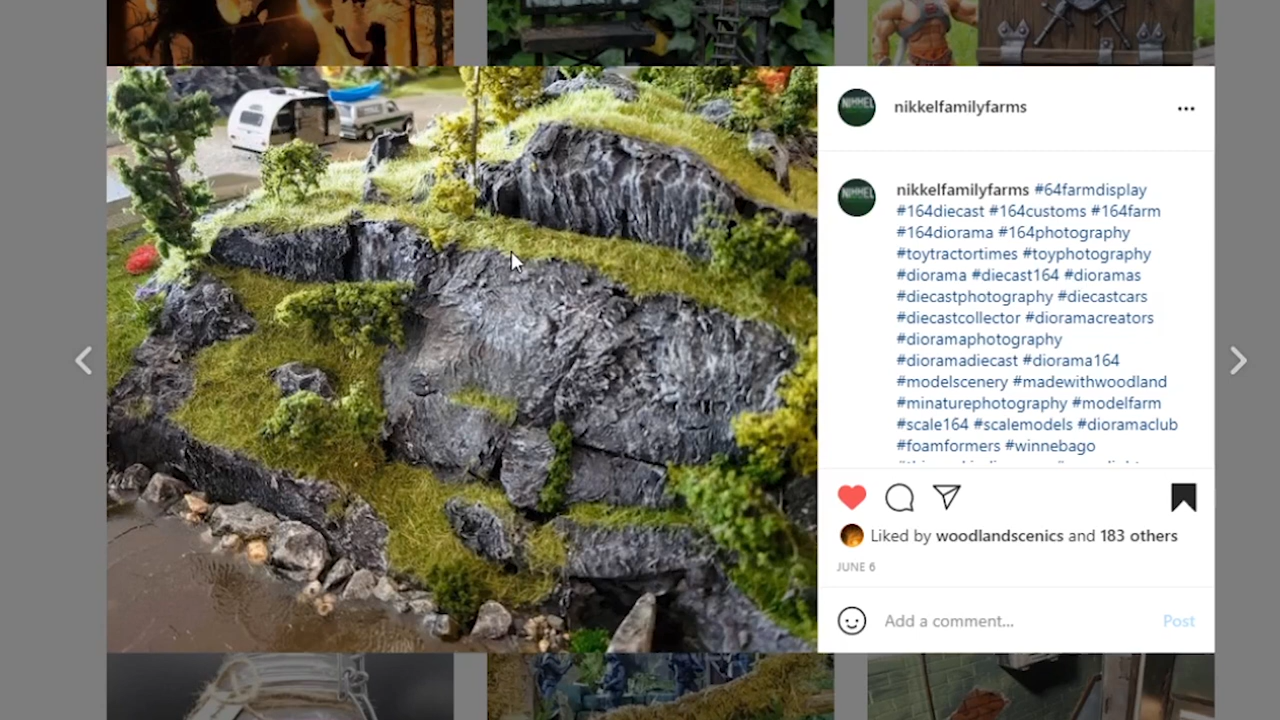 nikkelfamilyfarms
nikkelfamilyfarms #64farmdisplay
#164diecast #164customs #164farm
#164diorama #164photography
#toytractortimes #toyphotography
#diorama #diecast164 #dioramas
#diecastphotography #diecastcars
#diecastcollector #dioramacreators
#dioramaphotography
#dioramadiecast #diorama164
#modelscenery #madewithwoodland
#minaturephotography #modelfarm
#scale164 #scalemodels #dioramaclub
#foamformers #winnebago
Liked by woodlandscenics and 183 others
JUNE 6
Add a comment... Post